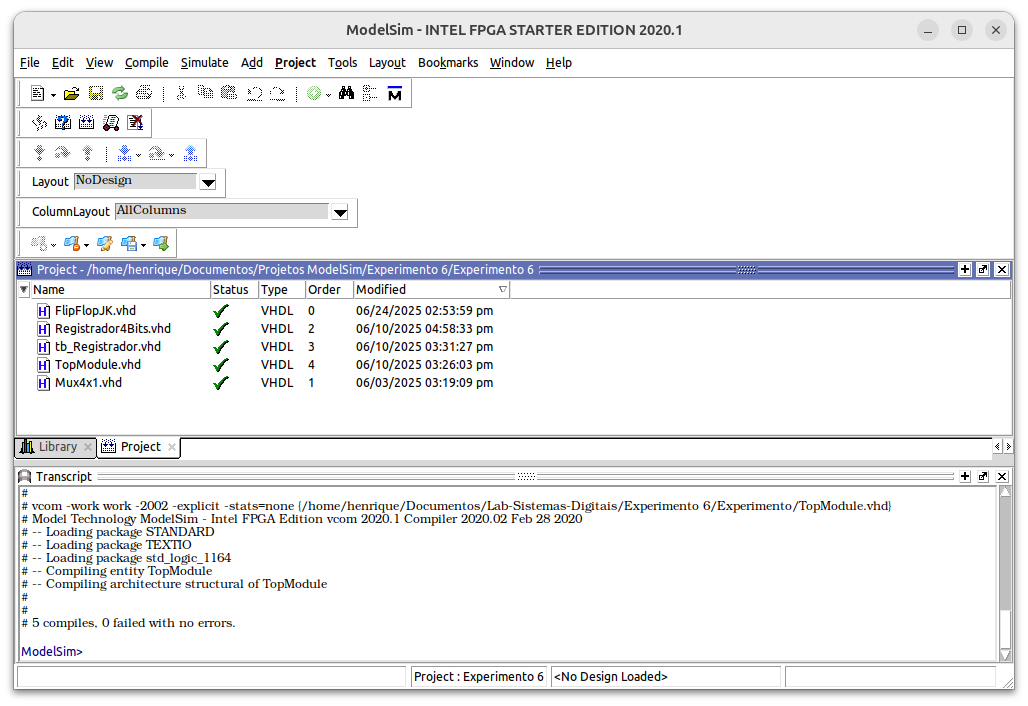 ModelSim - INTEL FPGA STARTER EDITION 2020.1
File Edit View Compile Simulate Add Project Tools Layout Bookmarks Window Help
Layout NoDesign
ColumnLayout AllColumns
Project - /home/henrique/Documentos/Projetos ModelSim/Experimento 6/Experimento 6
Name Status Type Order Modified
FlipFlopJK.vhd VHDL 0 06/24/2025 02:53:59 pm
Registrador4Bits.vhd VHDL 2 06/10/2025 04:58:33 pm
tb_Registrador.vhd VHDL 3 06/10/2025 03:31:27 pm
TopModule.vhd VHDL 4 06/10/2025 03:26:03 pm
Mux4x1.vhd VHDL 1 06/03/2025 03:19:09 pm
Library Project
Transcript
#
# vcom -work work -2002 -explicit -stats=none {/home/henrique/Documentos/Lab-Sistemas-Digitais/Experimento 6/Experimento/TopModule.vhd}
# Model Technology ModelSim - Intel FPGA Edition vcom 2020.1 Compiler 2020.02 Feb 28 2020
# -- Loading package STANDARD
# -- Loading package TEXTIO
# -- Loading package std_logic_1164
# -- Compiling entity TopModule
# -- Compiling architecture structural of TopModule
#
#
# 5 compiles, 0 failed with no errors.
ModelSim>
Project : Experimento 6 <No Design Loaded>